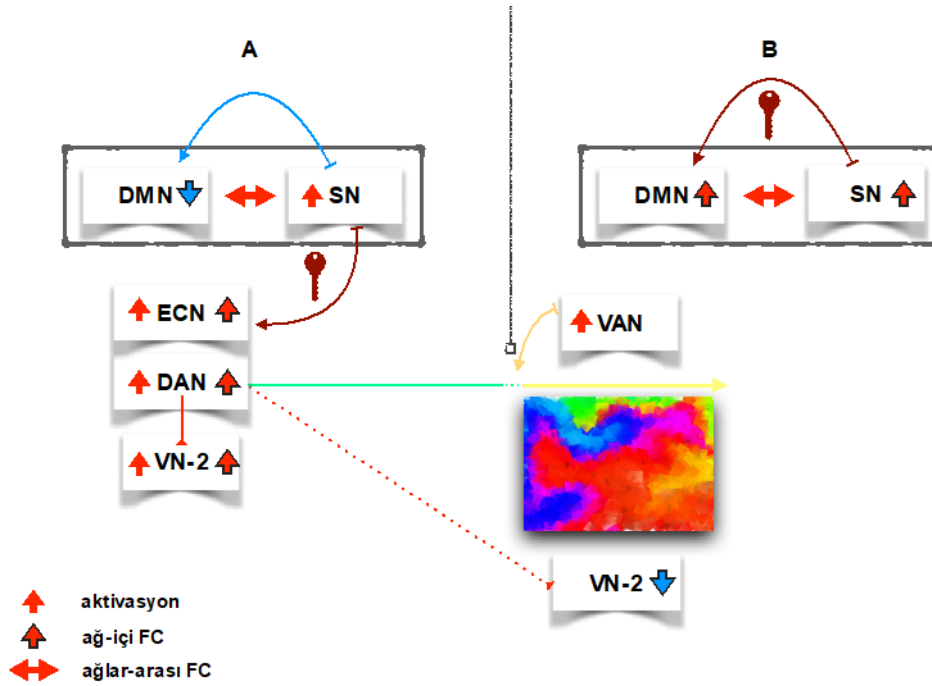 A
B
DMN
SN
DMN
SN
ECN
VAN
DAN
VN-2
VN-2
aktivasyon
ağ-içi FC
ağlar-arası FC